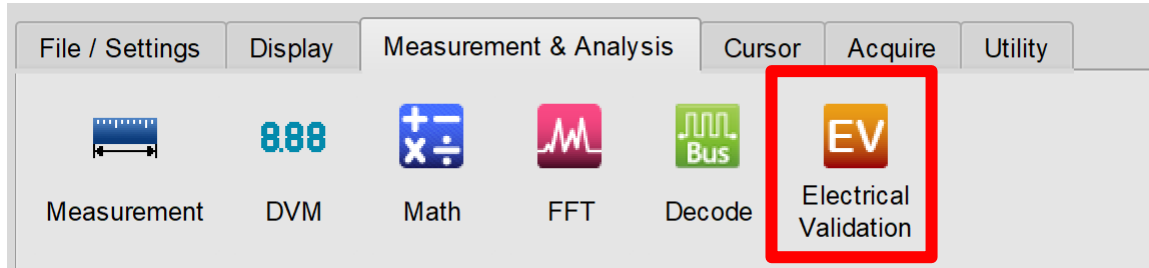 File / Settings Display Measurement & Analysis Cursor Acquire Utility
8.88 Bus EV
Measurement DVM Math FFT Decode Electrical
Validation